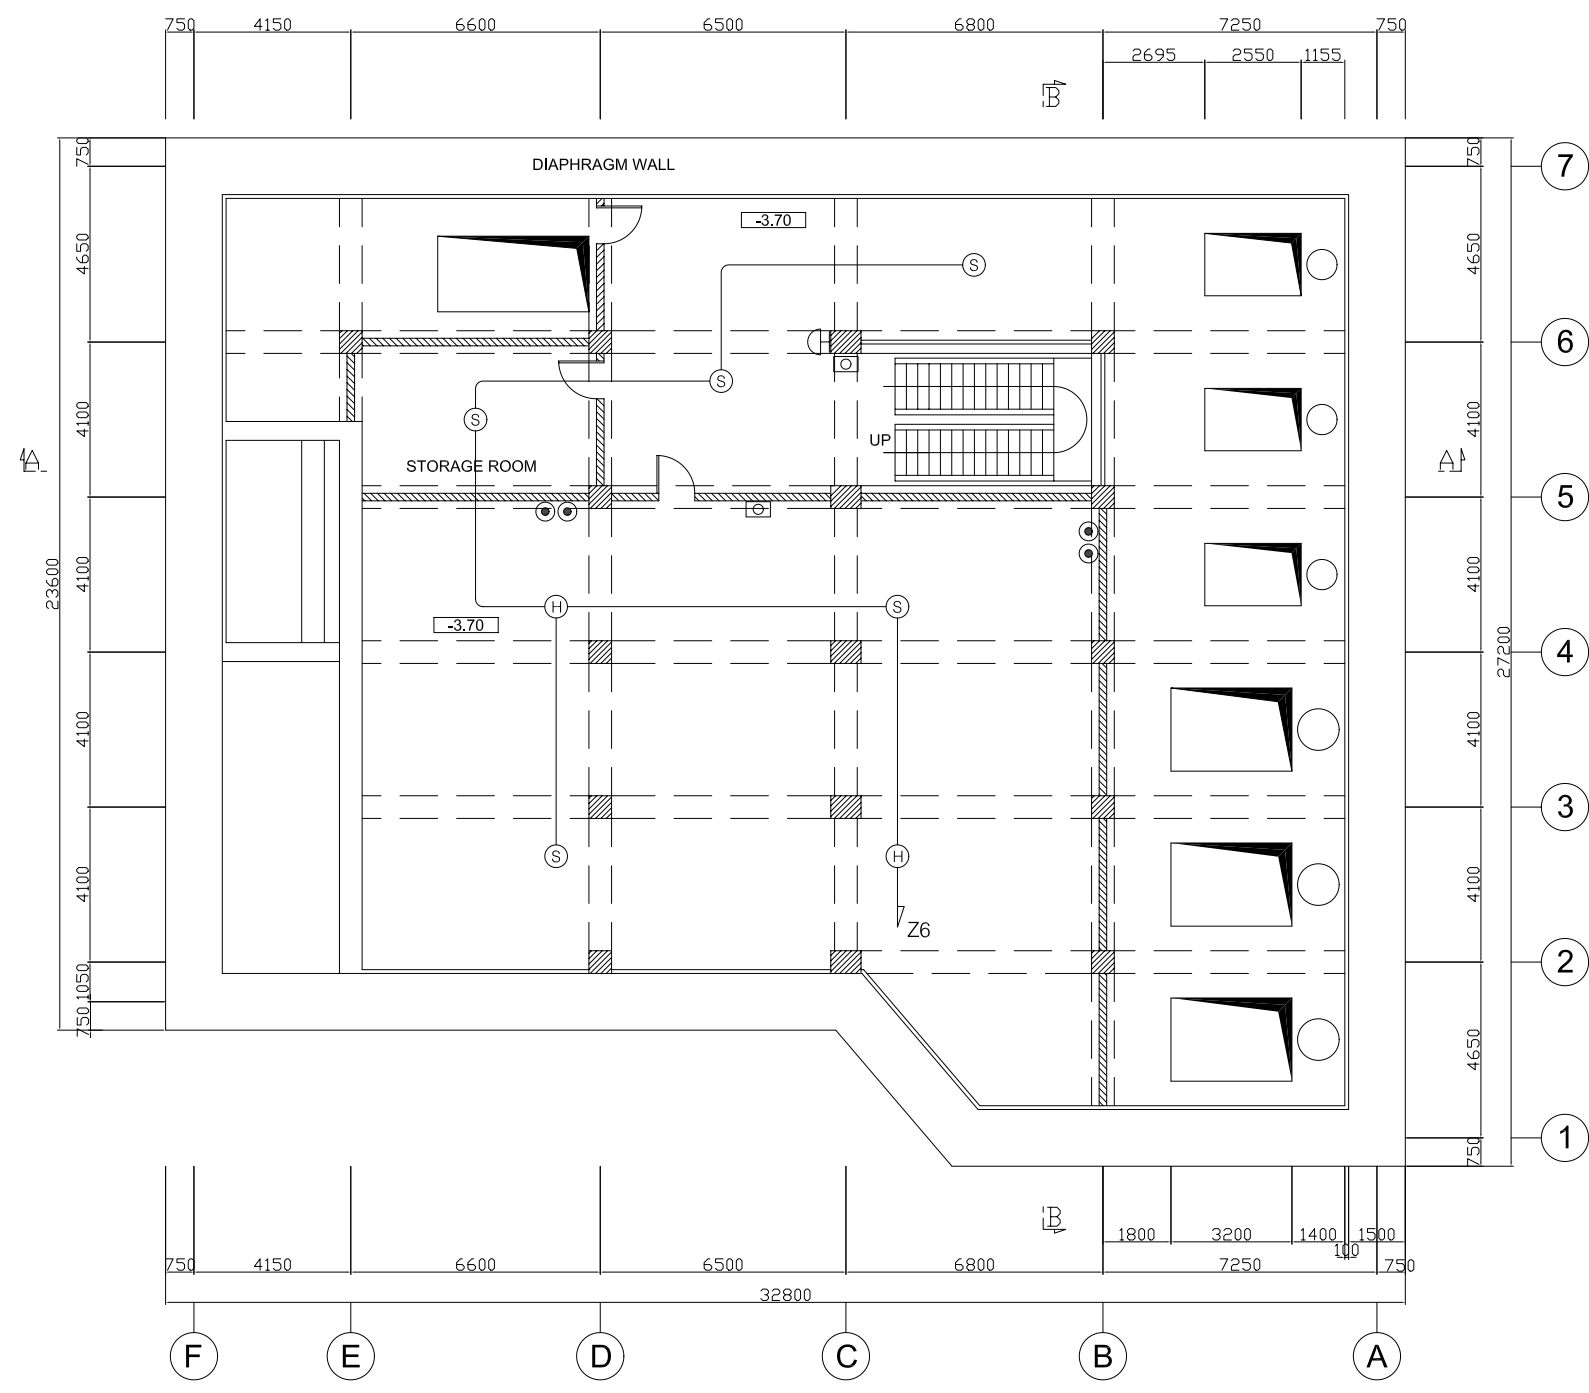 750 4150 6600 6500 6800 7250 750
2695 2550 1155
B B
DIAPHRAGM WALL
750 4650 4100 4100 4100 4100 1050 750
23600
750 4650 4100 4100 4100 4100 4650 750
27200
7
6
5
4
3
2
1
-3.70
S
S
S
UP
STORAGE ROOM
A A
H S
-3.70
S H
Z6
1800 3200 1400 1500
100
750 4150 6600 6500 6800 7250 750
32800
F E D C B A